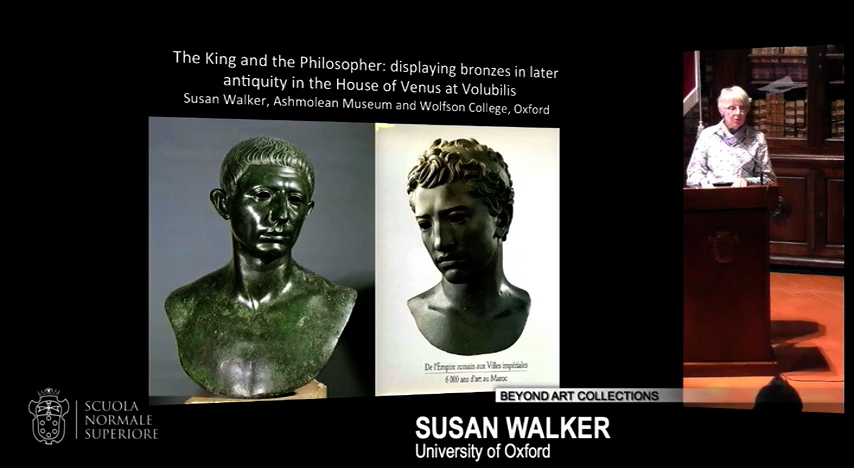 The King and the Philosopher: displaying bronzes in later
antiquity in the House of Venus at Volubilis
Susan Walker, Ashmolean Museum and Wolfson College, Oxford
De l'Empire romain aux Villes impériales
6 000 ans d'art au Maroc
BEYOND ART COLLECTIONS
SUSAN WALKER
University of Oxford
SCUOLA
NORMALE
SUPERIORE